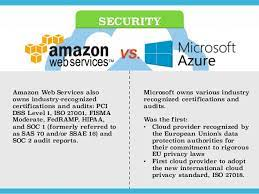 SECURITY
amazon
web services™
VS.
Microsoft
Azure
Amazon Web Services also
owns industry-recognized
certifications and audits: PCI
DSS Level 1, ISO 27001, FISMA
Moderate, FedRAMP, HIPAA,
and SOC 1 (formerly referred to
as SAS 70 and/or SSAE 16) and
SOC 2 audit reports.
Microsoft owns various industry
recognized certifications and
audits.
Was the first:
• Cloud provider recognized by
the European Union's data
protection authorities for
their commitment to rigorous
EU privacy laws
• First cloud provider to adopt
the new international cloud
privacy standard, ISO 27018.